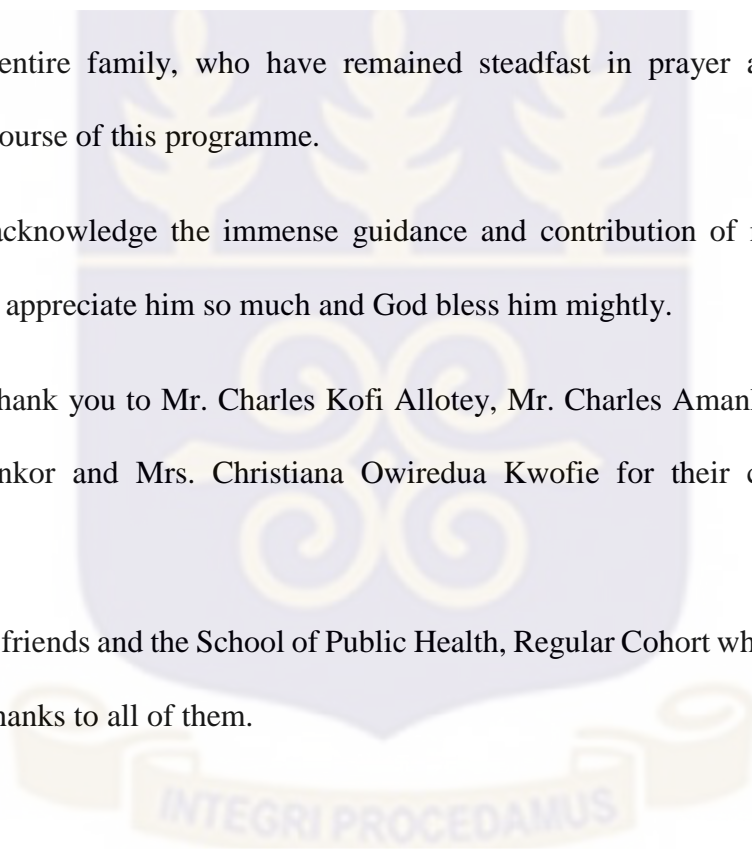 entire family, who have remained steadfast in prayer
ourse of this programme.
acknowledge the immense guidance and contribution of
appreciate him so much and God bless him mightly.
hank you to Mr. Charles Kofi Allotey, Mr. Charles Aman
nkor and Mrs. Christiana Owiredua Kwofie for their
friends and the School of Public Health, Regular Cohort wh
hanks to all of them.
INTEGRI PROCEDAMUS